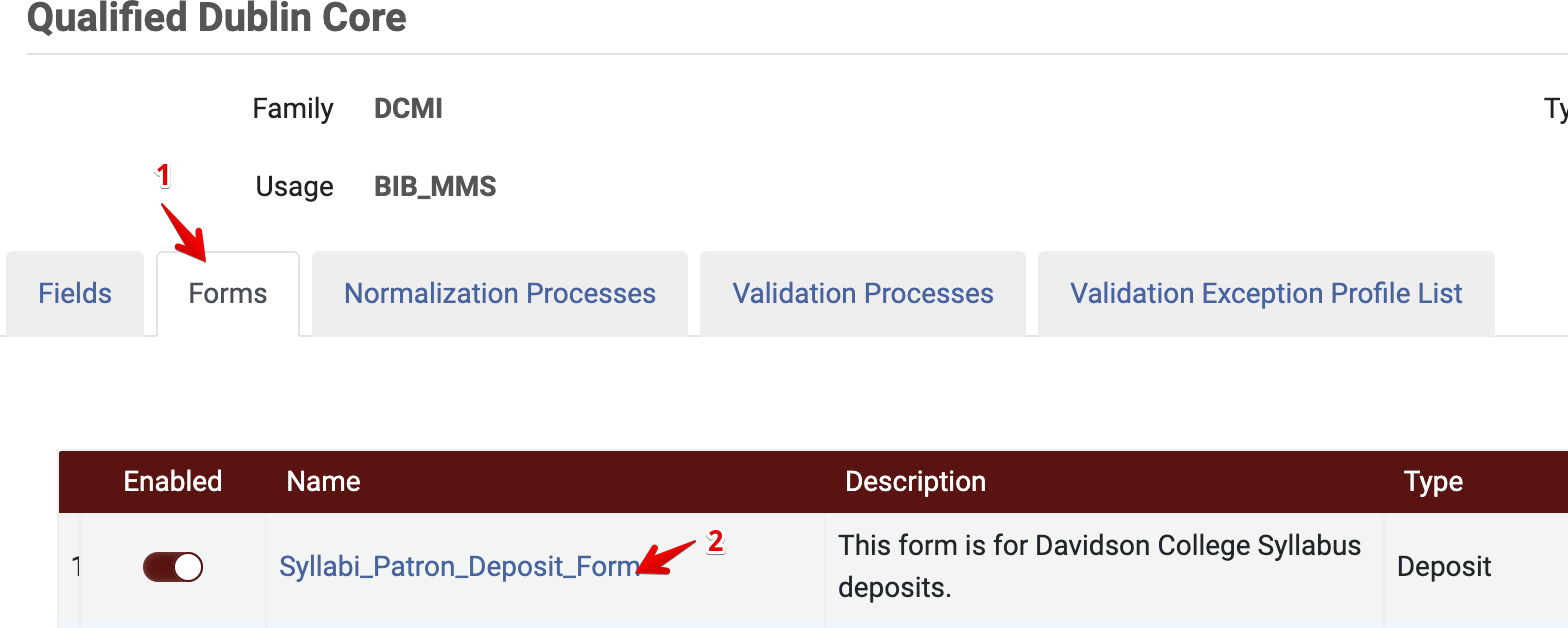 Qualified Dublin Core
Family DCMI
Ty
1
Usage BIB_MMS
Fields Forms Normalization Processes Validation Processes Validation Exception Profile List
Enabled Name Description Type
1 Syllabi_Patron_Deposit_Form 2 This form is for Davidson College Syllabus
deposits. Deposit